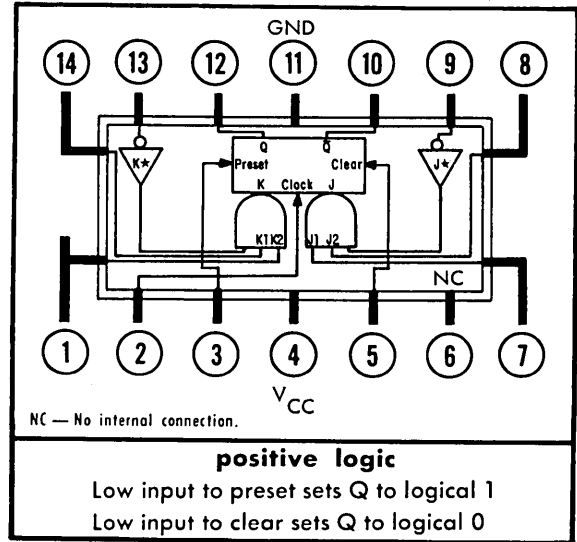 GND
14 13 12 11 10 9 8
Q Q
K★ Preset Clear J★
K Clock J
K1 K2 J1 J2
NC
1 2 3 4 5 6 7
VCC
NC — No internal connection.
positive logic
Low input to preset sets Q to logical 1
Low input to clear sets Q to logical 0